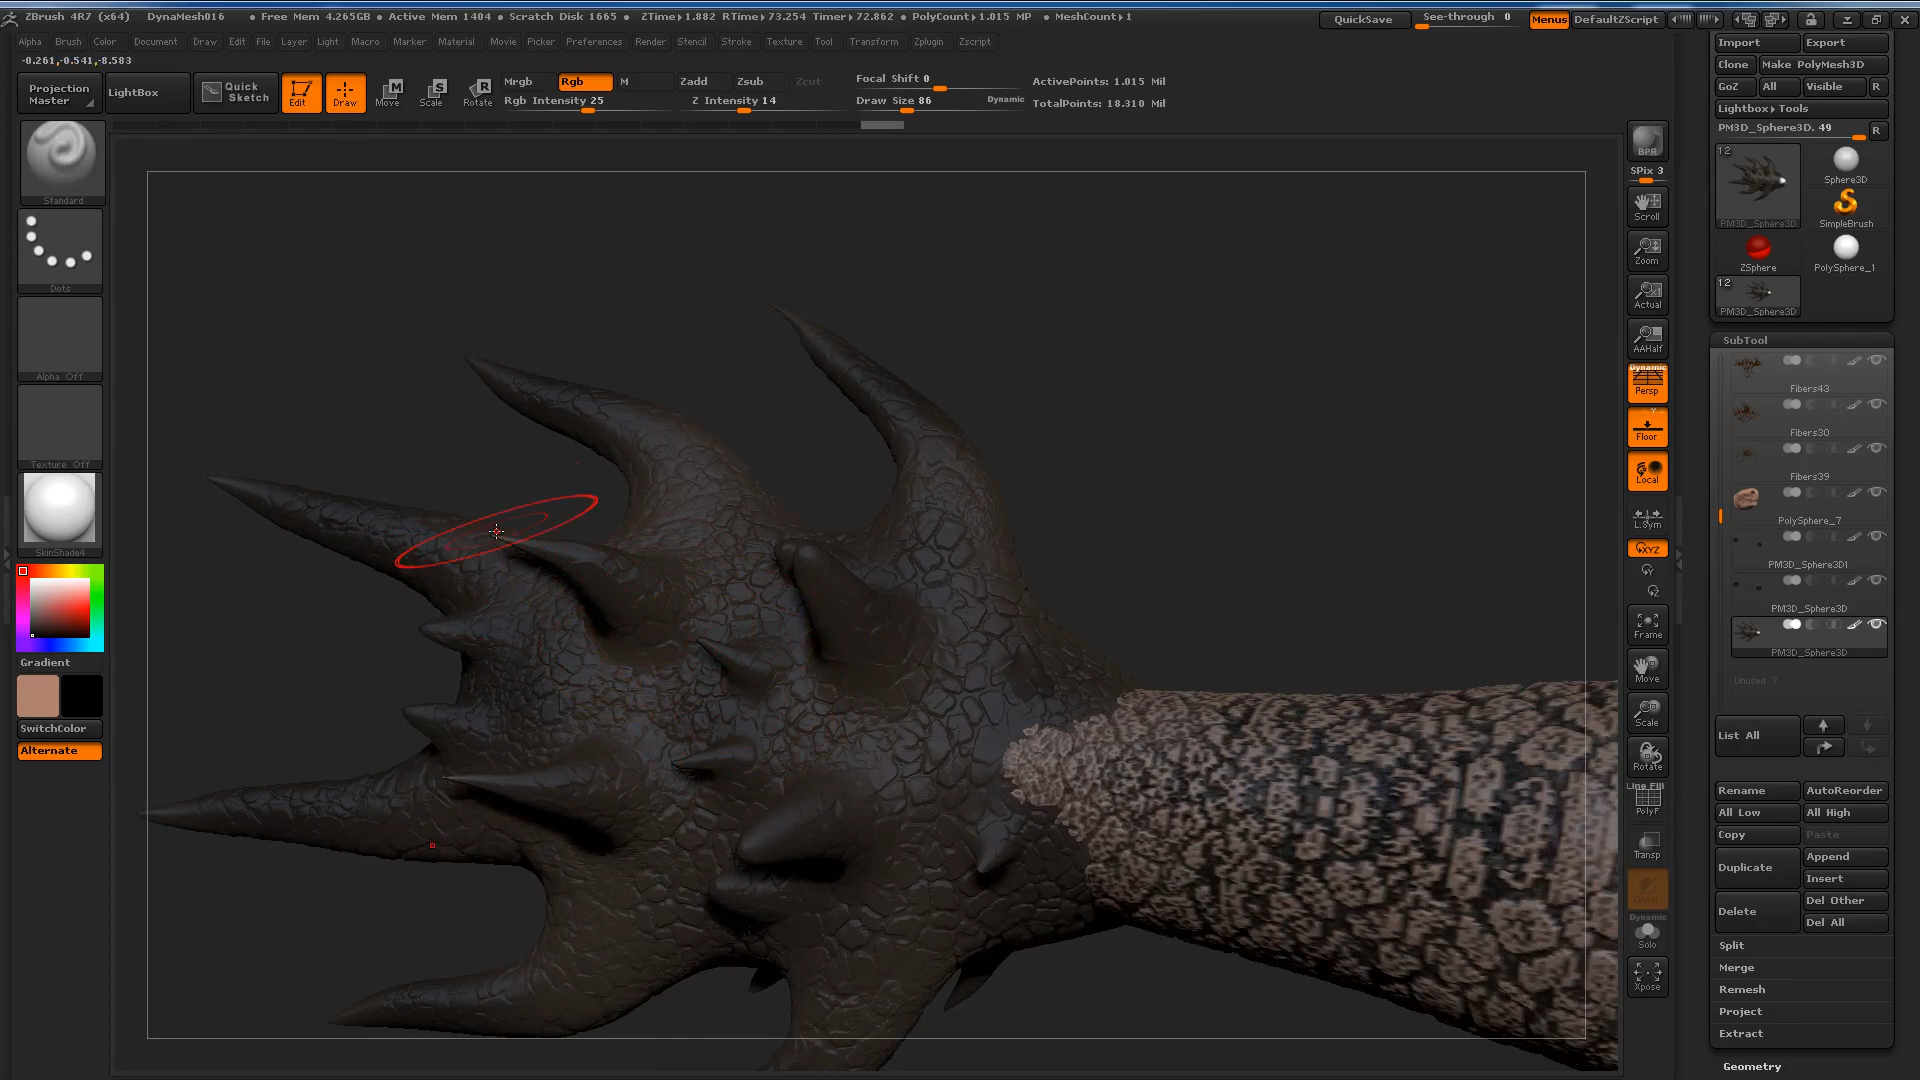 ZBrush 4R7 (x64) DynaMesh016 • Free Mem 4.265GB • Active Mem 1404 • Scratch Disk 1665 • ZTime▸1.882 RTime▸73.254 Timer▸72.862 • PolyCount▸1.015 MP • MeshCount▸1 QuickSave See-through 0 Menus DefaultZScript
Alpha Brush Color Document Draw Edit File Layer Light Macro Marker Material Movie Picker Preferences Render Stencil Stroke Texture Tool Transform Zplugin Zscript
-0.261,-0.541,-8.583
Projection Master
LightBox
Quick Sketch
Edit
Draw
M
Move
S
Scale
R
Rotate
Mrgb Rgb M Zadd Zsub Zcut
Rgb Intensity 25 Z Intensity 14
Focal Shift 0
Draw Size 86 Dynamic
ActivePoints: 1.015 Mil
TotalPoints: 18.310 Mil
Standard
Dots
Alpha Off
Texture Off
SkinShade4
Gradient
SwitchColor
Alternate
BPR
SPix 3
Scroll
Zoom
Actual
AAHalf
Dynamic
Persp
Floor
Local
L.Sym
XYZ
Frame
Move
Scale
Rotate
Line Fill
PolyF
Transp
Ghost
Dynamic
Solo
Xpose
Import Export
Clone Make PolyMesh3D
GoZ All Visible R
Lightbox▸Tools
PM3D_Sphere3D. 49 R
12
PM3D_Sphere3D
Sphere3D
SimpleBrush
ZSphere
PolySphere_1
12
PM3D_Sphere3D
SubTool
Fibers43
Fibers30
Fibers39
PolySphere_7
PM3D_Sphere3D1
PM3D_Sphere3D
PM3D_Sphere3D
Unused 7
List All
Rename AutoReorder
All Low All High
Copy Paste
Duplicate Append
Insert
Delete Del Other
Del All
Split
Merge
Remesh
Project
Extract
Geometry